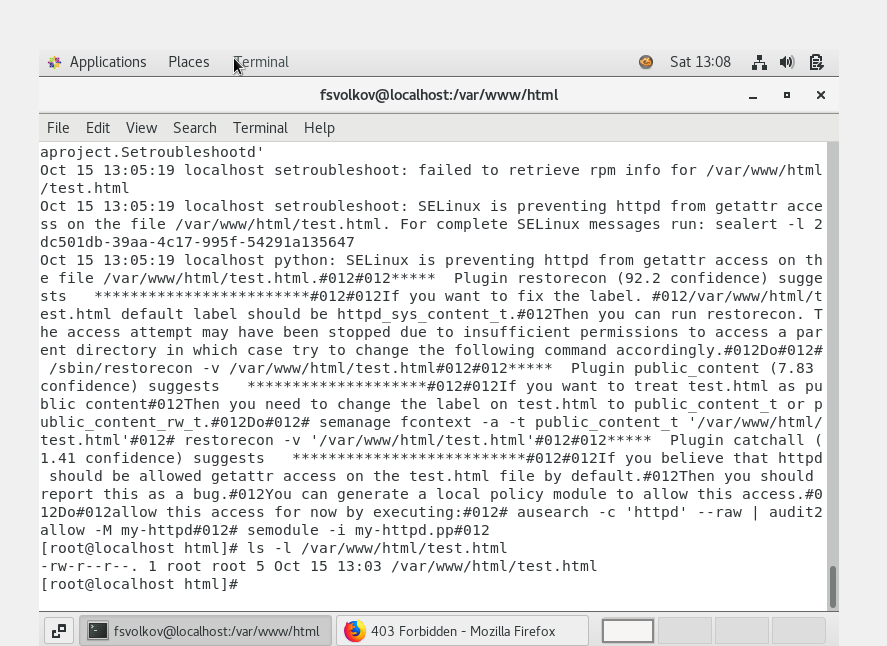 Applications Places Terminal Sat 13:08
fsvolkov@localhost:/var/www/html
File Edit View Search Terminal Help
aproject.Setroubleshootd'
Oct 15 13:05:19 localhost setroubleshoot: failed to retrieve rpm info for /var/www/html
/test.html
Oct 15 13:05:19 localhost setroubleshoot: SELinux is preventing httpd from getattr acce
ss on the file /var/www/html/test.html. For complete SELinux messages run: sealert -l 2
dc501db-39aa-4c17-995f-54291a135647
Oct 15 13:05:19 localhost python: SELinux is preventing httpd from getattr access on th
e file /var/www/html/test.html.#012#012*****  Plugin restorecon (92.2 confidence) sugge
sts   ************************#012#012If you want to fix the label. #012/var/www/html/t
est.html default label should be httpd_sys_content_t.#012Then you can run restorecon. T
he access attempt may have been stopped due to insufficient permissions to access a par
ent directory in which case try to change the following command accordingly.#012Do#012#
 /sbin/restorecon -v /var/www/html/test.html#012#012*****  Plugin public_content (7.83
confidence) suggests   ********************#012#012If you want to treat test.html as pu
blic content#012Then you need to change the label on test.html to public_content_t or p
ublic_content_rw_t.#012Do#012# semanage fcontext -a -t public_content_t '/var/www/html/
test.html'#012# restorecon -v '/var/www/html/test.html'#012#012*****  Plugin catchall (
1.41 confidence) suggests   **************************#012#012If you believe that httpd
 should be allowed getattr access on the test.html file by default.#012Then you should
report this as a bug.#012You can generate a local policy module to allow this access.#0
12Do#012allow this access for now by executing:#012# ausearch -c 'httpd' --raw | audit2
allow -M my-httpd#012# semodule -i my-httpd.pp#012
[root@localhost html]# ls -l /var/www/html/test.html
-rw-r--r--. 1 root root 5 Oct 15 13:03 /var/www/html/test.html
[root@localhost html]#
fsvolkov@localhost:/var/www/html 403 Forbidden - Mozilla Firefox